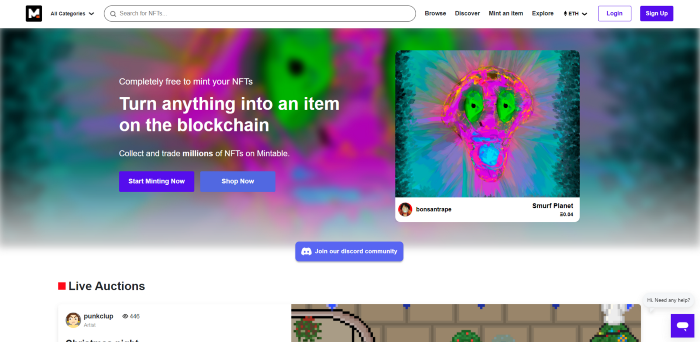 M
All Categories
Search for NFTs...
Browse Discover Mint an item Explore ETH
Login
Sign Up
Completely free to mint your NFTs
Turn anything into an item
on the blockchain
Collect and trade millions of NFTs on Mintable.
Start Minting Now
Shop Now
bonsantrape
Smurf Planet
Ξ0.04
Join our discord community
Live Auctions
punkclup 446
Artist
Christmas night
Hi. Need any help?